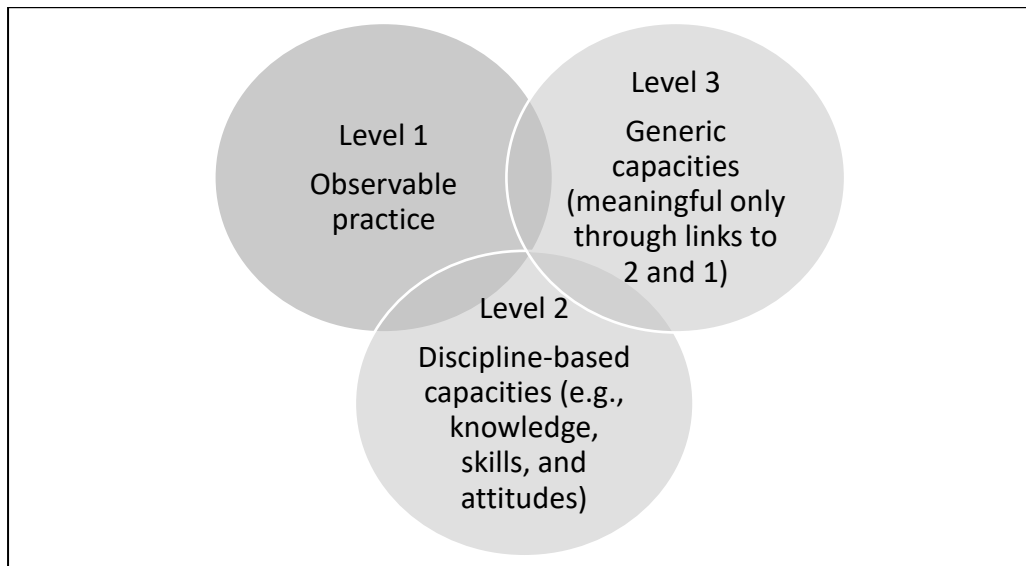 Level 1
Observable
practice
Level 3
Generic
capacities
(meaningful only
through links to
2 and 1)
Level 2
Discipline-based
capacities (e.g.,
knowledge,
skills, and
attitudes)